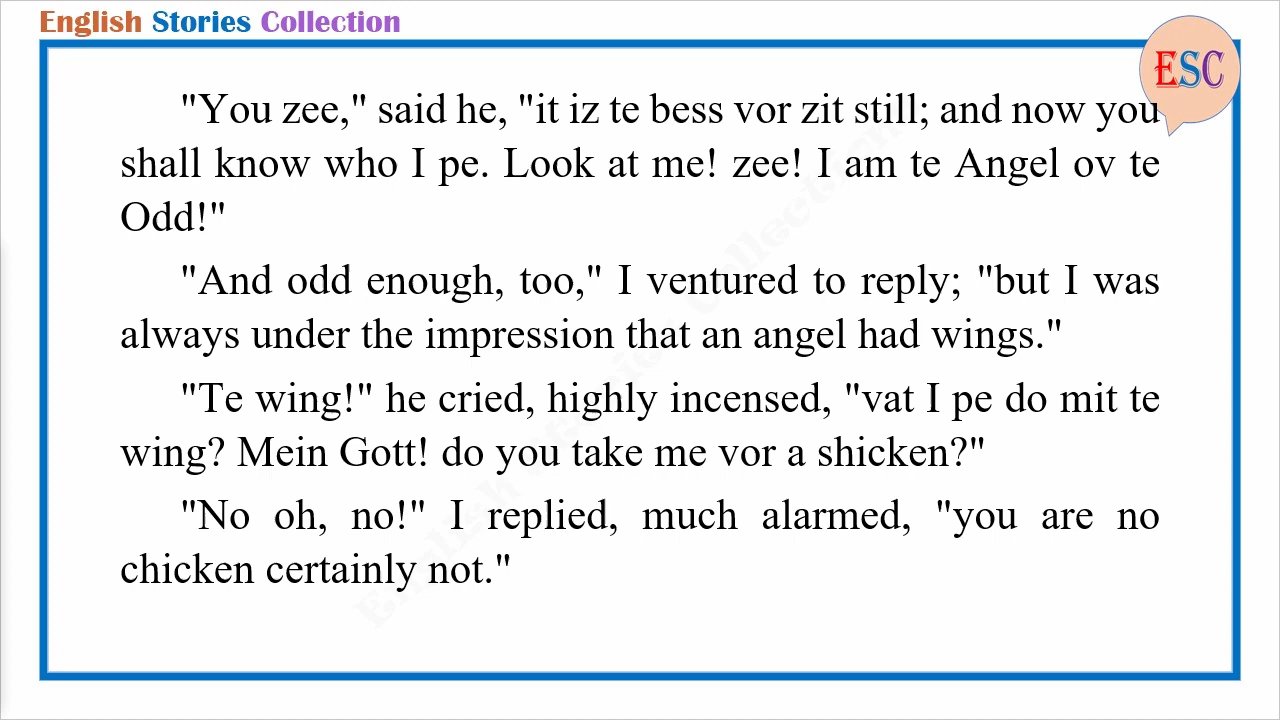 English Stories Collection
ESC
"You zee," said he, "it iz te bess vor zit still; and now you
shall know who I pe. Look at me! zee! I am te Angel ov te
Odd!"
"And odd enough, too," I ventured to reply; "but I was
always under the impression that an angel had wings."
"Te wing!" he cried, highly incensed, "vat I pe do mit te
wing? Mein Gott! do you take me vor a shicken?"
"No oh, no!" I replied, much alarmed, "you are no
chicken certainly not."
English Stories Collection